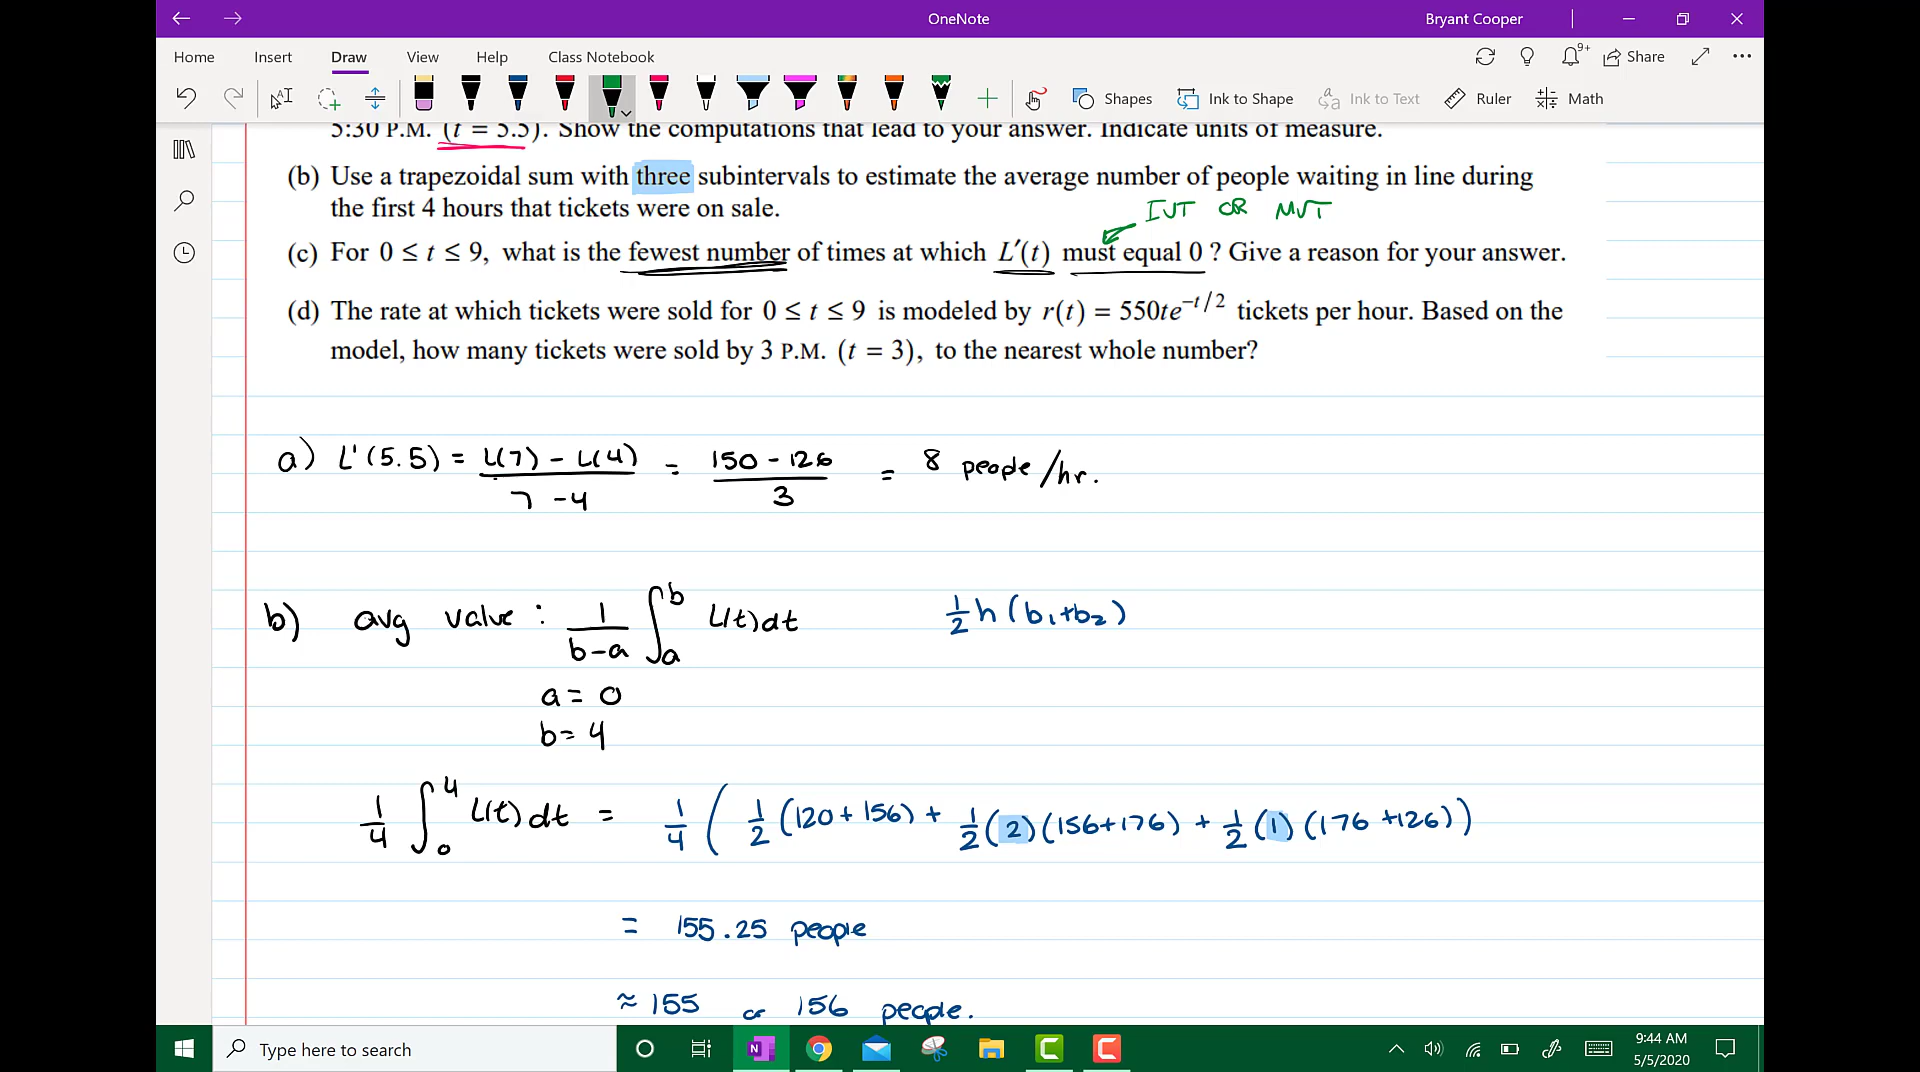 OneNote
Bryant Cooper
Home Insert Draw View Help Class Notebook
9+
Share
Shapes
Ink to Shape
Ink to Text
Ruler
Math
5:30 P.M. (t = 5.5). Show the computations that lead to your answer. Indicate units of measure.
(b) Use a trapezoidal sum with three subintervals to estimate the average number of people waiting in line during
the first 4 hours that tickets were on sale.
IVT OR MVT
(c) For 0 ≤ t ≤ 9, what is the fewest number of times at which L′(t) must equal 0 ? Give a reason for your answer.
(d) The rate at which tickets were sold for 0 ≤ t ≤ 9 is modeled by r(t) = 550te^(−t/2) tickets per hour. Based on the
model, how many tickets were sold by 3 P.M. (t = 3), to the nearest whole number?
a) L'(5.5) = (L(7) - L(4)) / (7 - 4) = (150 - 126) / 3 = 8 people/hr.
b) avg value: 1/(b-a) ∫_a^b L(t)dt
1/2 h(b₁+b₂)
a = 0
b = 4
1/4 ∫_0^4 L(t)dt = 1/4 ( 1/2 (120 + 156) + 1/2 (2)(156+176) + 1/2 (1)(176 + 126))
= 155.25 people
≈ 155 or 156 people.
Type here to search
9:44 AM
5/5/2020